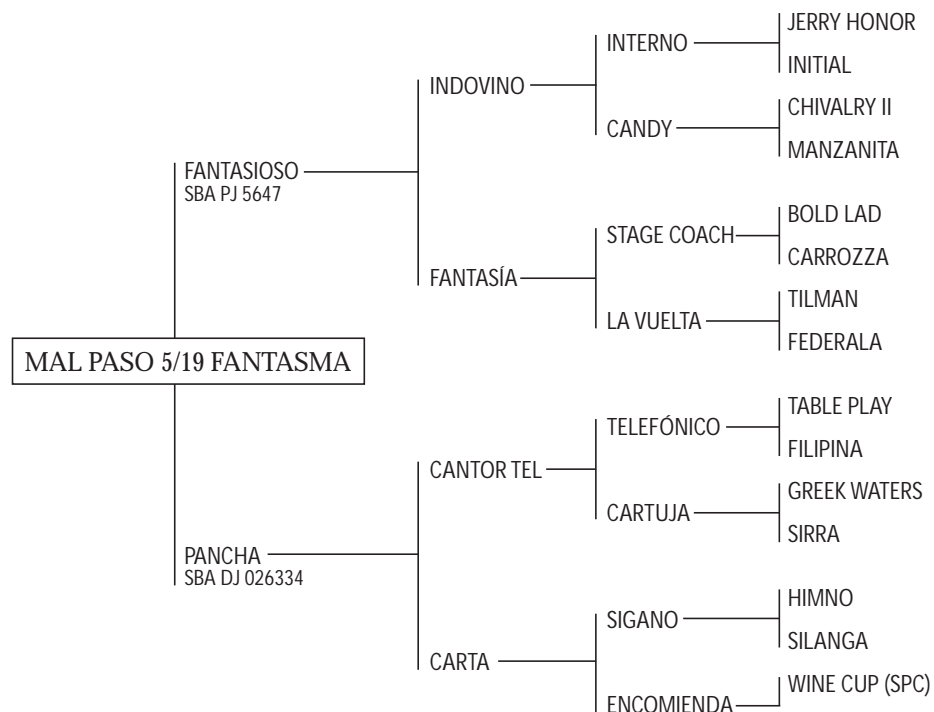 JERRY HONOR
INTERNO
INITIAL
INDOVINO
CHIVALRY II
CANDY
MANZANITA
FANTASIOSO
SBA PJ 5647
BOLD LAD
STAGE COACH
CARROZZA
FANTASÍA
TILMAN
LA VUELTA
FEDERALA
MAL PASO 5/19 FANTASMA
TABLE PLAY
TELEFÓNICO
FILIPINA
CANTOR TEL
GREEK WATERS
CARTUJA
SIRRA
PANCHA
SBA DJ 026334
HIMNO
SIGANO
SILANGA
CARTA
WINE CUP (SPC)
ENCOMIENDA